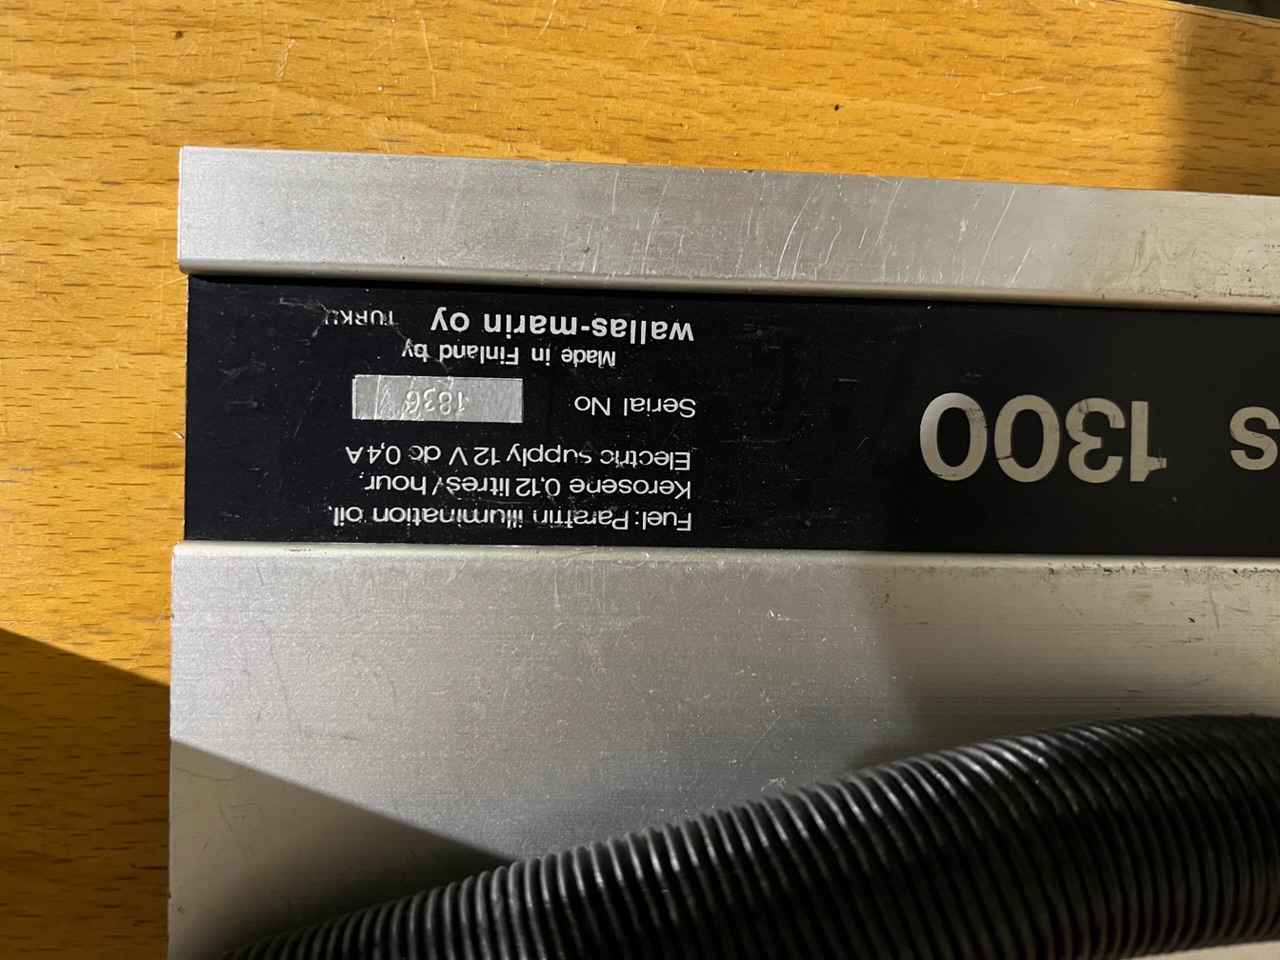 s 1300
Fuel: Paraffin illumination oil,
Kerosene 0,12 litres/hour.
Electric supply 12 V dc 0,4 A
Serial No 1836
Made in Finland by
wallas-marin oy TURKU